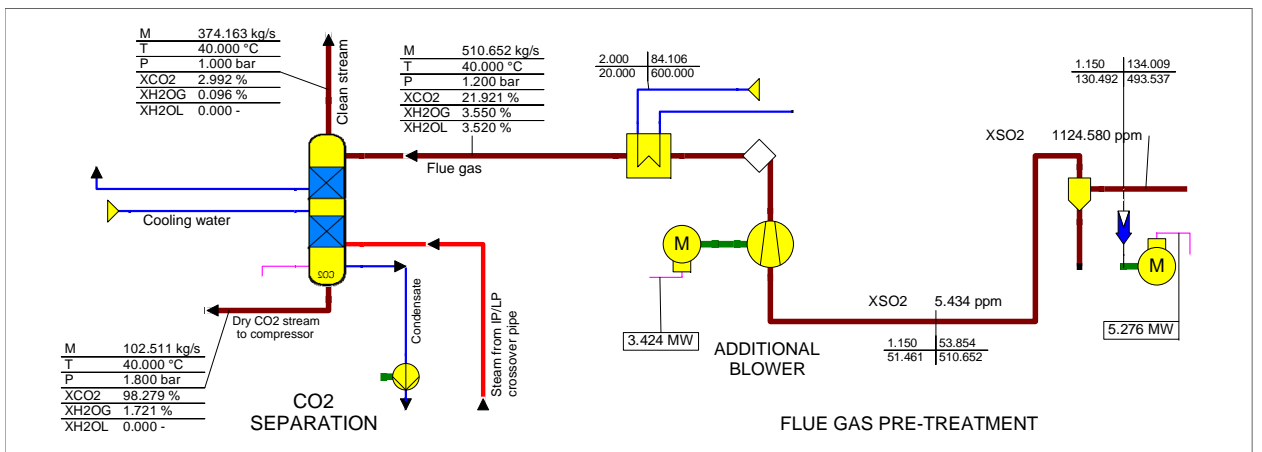 M 374.163 kg/s
T 40.000 °C
P 1.000 bar
XCO2 2.992 %
XH2OG 0.096 %
XH2OL 0.000 -
Clean stream
M 510.652 kg/s
T 40.000 °C
P 1.200 bar
XCO2 21.921 %
XH2OG 3.550 %
XH2OL 3.520 %
Flue gas
2.000 84.106
20.000 600.000
1.150 134.009
130.492 493.537
XSO2 1124.580 ppm
Cooling water
CO2
M
M
Dry CO2 stream
to compressor
Condensate
Steam from IP/LP
crossover pipe
M 102.511 kg/s
T 40.000 °C
P 1.800 bar
XCO2 98.279 %
XH2OG 1.721 %
XH2OL 0.000 -
CO2
SEPARATION
3.424 MW
ADDITIONAL
BLOWER
XSO2 5.434 ppm
1.150 53.854
51.461 510.652
5.276 MW
FLUE GAS PRE-TREATMENT